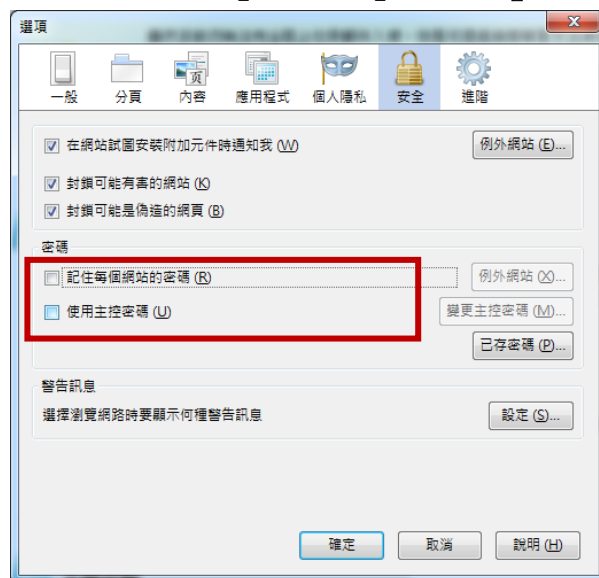 選項
一般 分頁 內容 應用程式 個人隱私 安全 進階
在網站試圖安裝附加元件時通知我 (W) 例外網站 (E)...
封鎖可能有害的網站 (K)
封鎖可能是偽造的網頁 (B)
密碼
記住每個網站的密碼 (R) 例外網站 (X)...
使用主控密碼 (U) 變更主控密碼 (M)...
已存密碼 (P)...
警告訊息
選擇瀏覽網路時要顯示何種警告訊息 設定 (S)...
確定 取消 說明 (H)